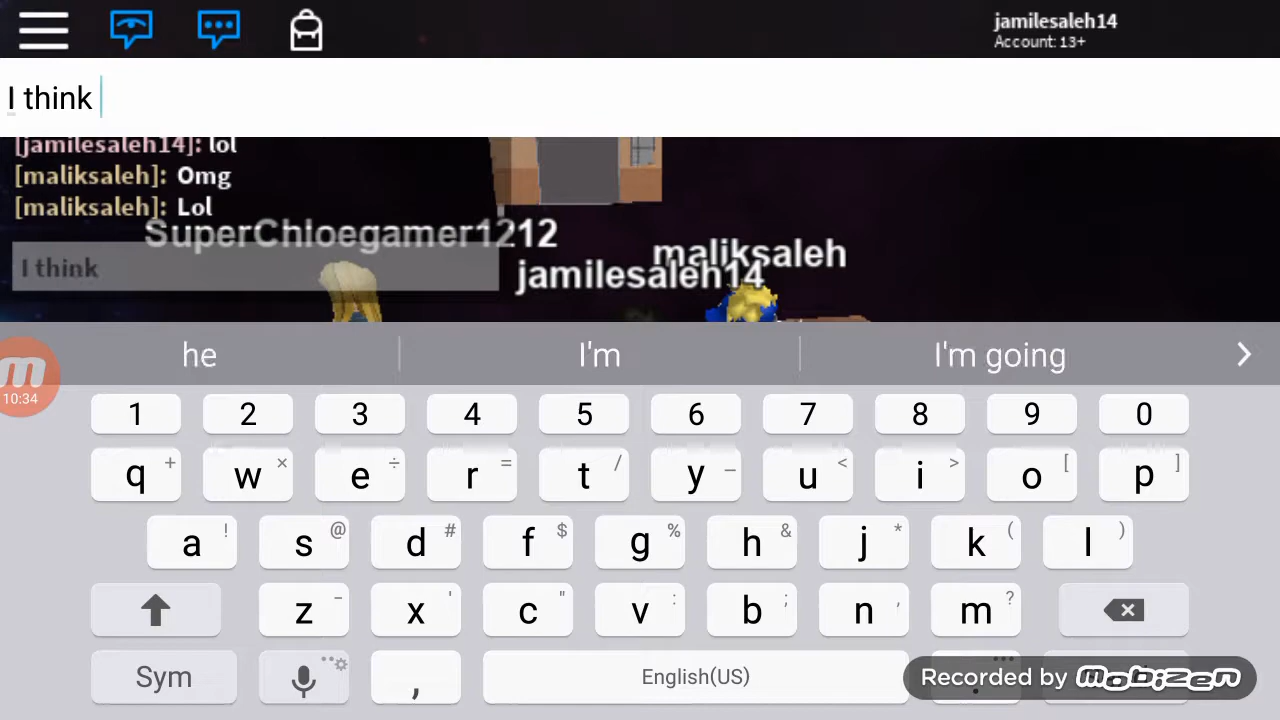 jamilesaleh14
Account: 13+
I think
[jamilesaleh14]: lol
[maliksaleh]: Omg
[maliksaleh]: Lol
SuperChloegamer1212
maliksaleh
jamilesaleh14
I think
he I'm I'm going
10:34
1 2 3 4 5 6 7 8 9 0
q + w × e ÷ r = t / y _ u < i > o [ p ]
a ! s @ d # f $ g % h & j * k ( l )
z - x ' c " v : b ; n , m ?
Sym , English(US) .
Recorded by mobizen